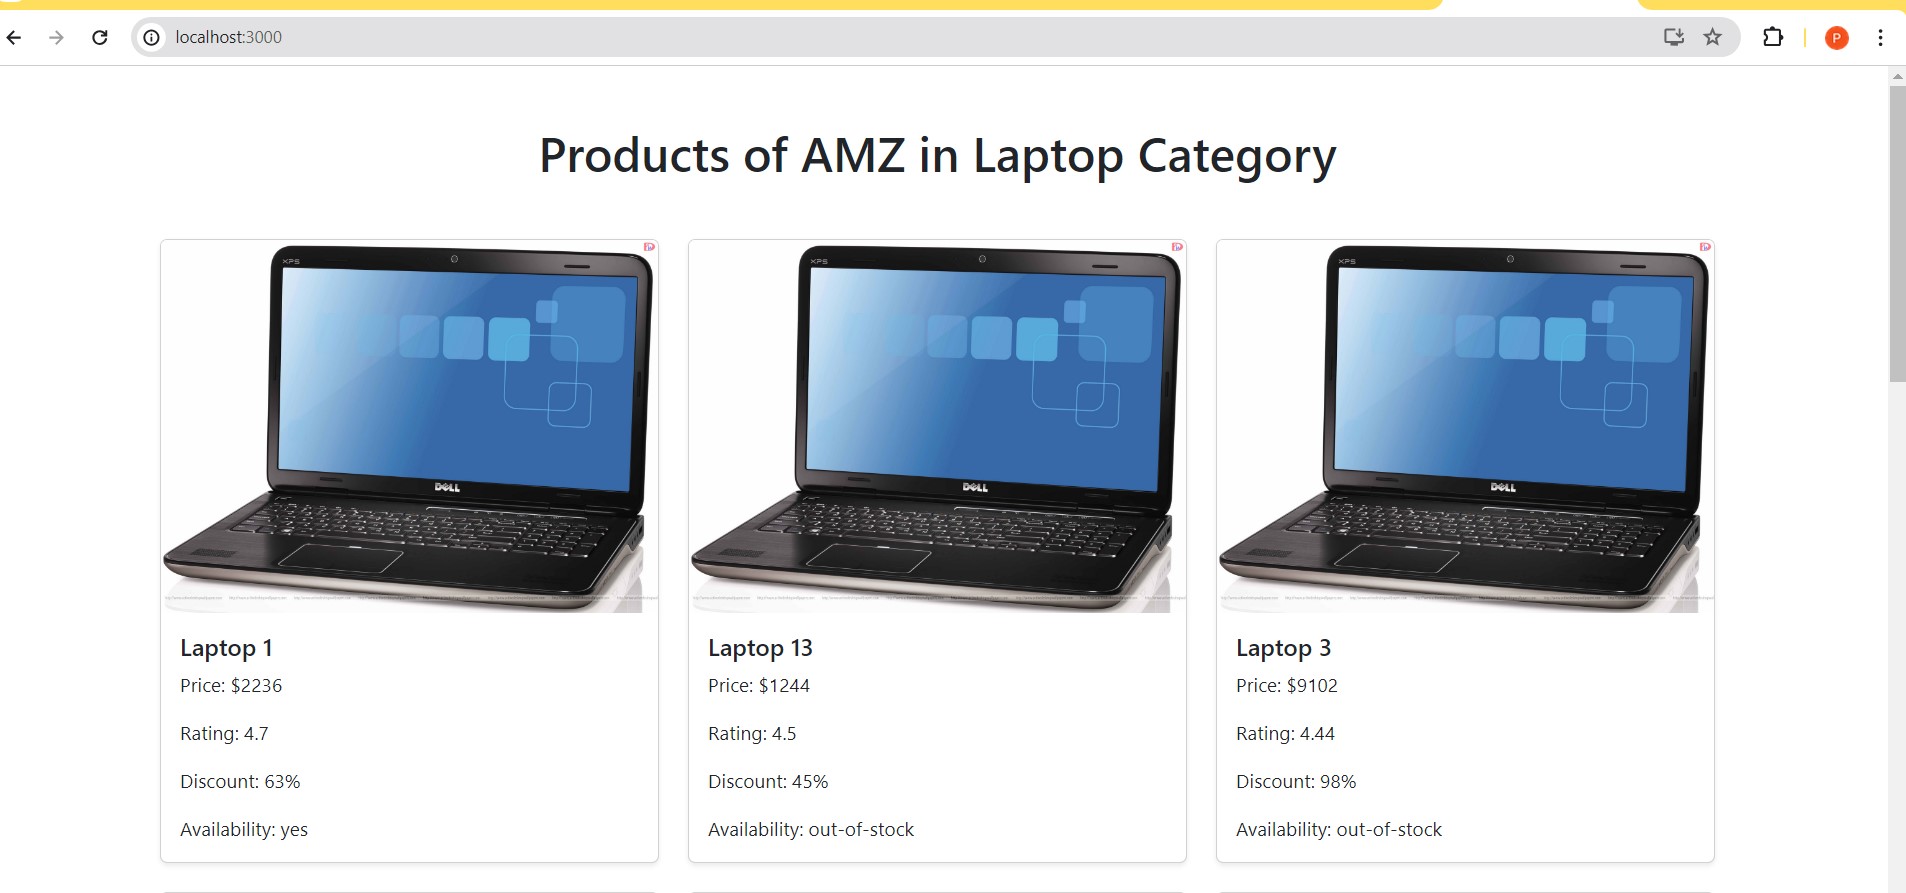 localhost:3000
P
Products of AMZ in Laptop Category
XPS
DELL
XPS
DELL
XPS
DELL
Laptop 1
Price: $2236
Rating: 4.7
Discount: 63%
Availability: yes
Laptop 13
Price: $1244
Rating: 4.5
Discount: 45%
Availability: out-of-stock
Laptop 3
Price: $9102
Rating: 4.44
Discount: 98%
Availability: out-of-stock